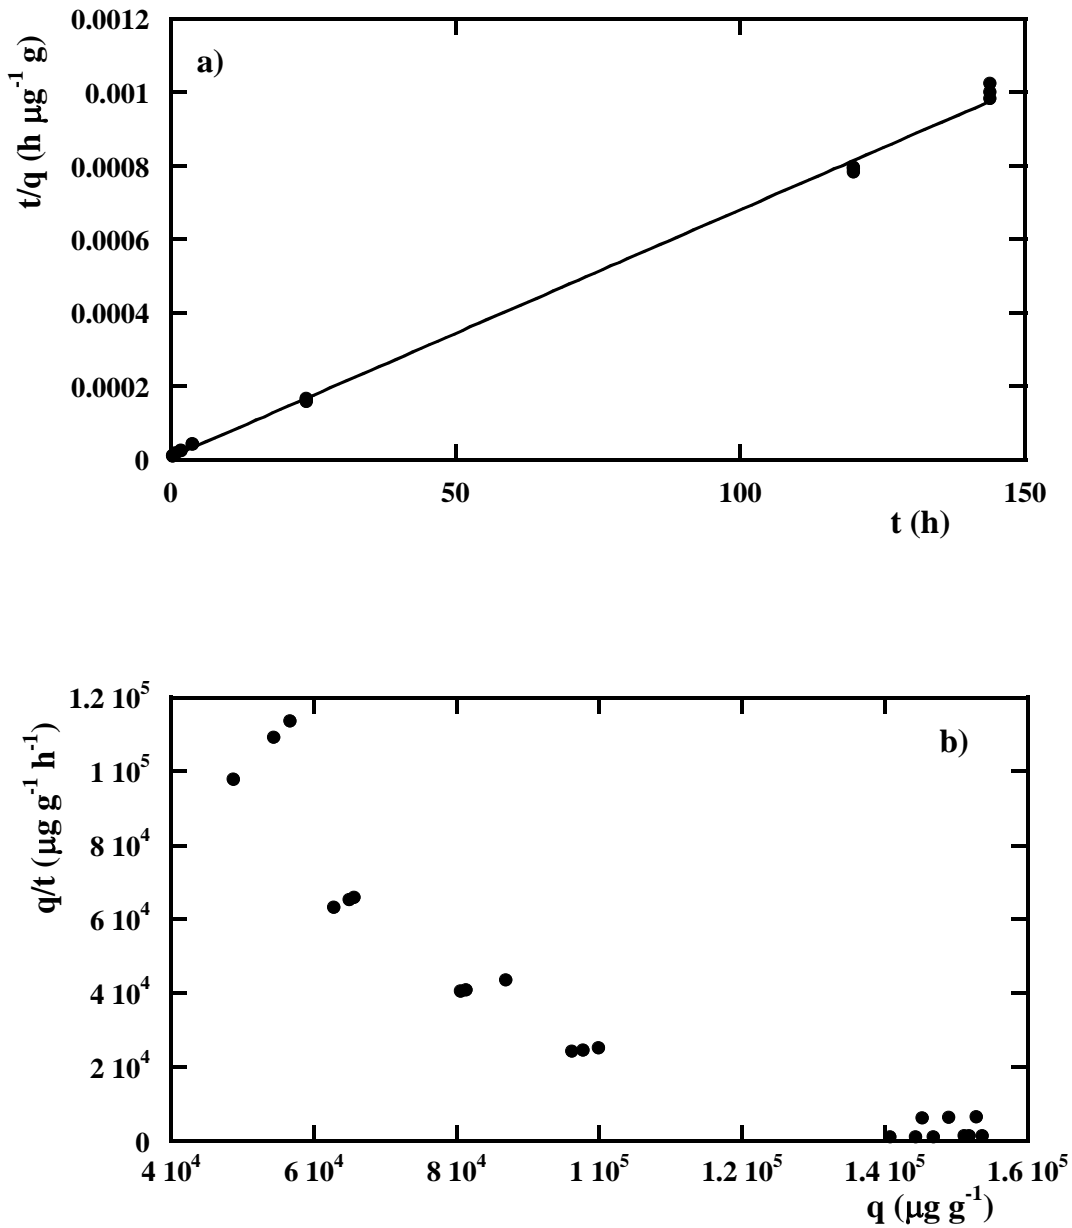 0.0012
a)
t/q (h µg⁻¹ g)
0.001
0.0008
0.0006
0.0004
0.0002
0
0 50 100 150
t (h)
1.2 10⁵
b)
q/t (µg g⁻¹ h⁻¹)
1 10⁵
8 10⁴
6 10⁴
4 10⁴
2 10⁴
0
4 10⁴ 6 10⁴ 8 10⁴ 1 10⁵ 1.2 10⁵ 1.4 10⁵ 1.6 10⁵
q (µg g⁻¹)